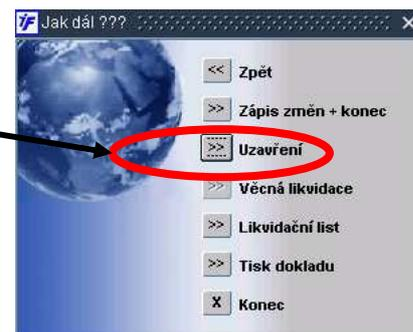 Jak dál ???
<< Zpět
>> Zápis změn + konec
>> Uzavření
>> Věcná likvidace
>> Likvidační list
>> Tisk dokladu
X Konec